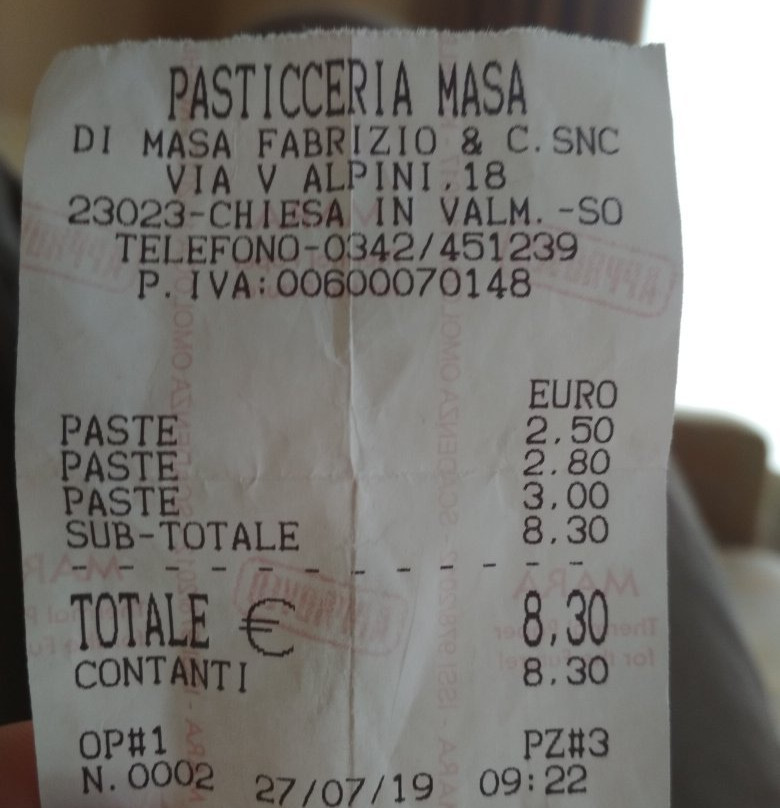 PASTICCERIA MASA
DI MASA FABRIZIO & C. SNC
VIA V ALPINI, 18
23023-CHIESA IN VALM. -SO
TELEFONO-0342/451239
P. IVA:00600070148
EURO
PASTE 2,50
PASTE 2,80
PASTE 3,00
SUB-TOTALE 8,30
TOTALE € 8,30
CONTANTI 8,30
OP#1 PZ#3
N. 0002 27/07/19 09:22